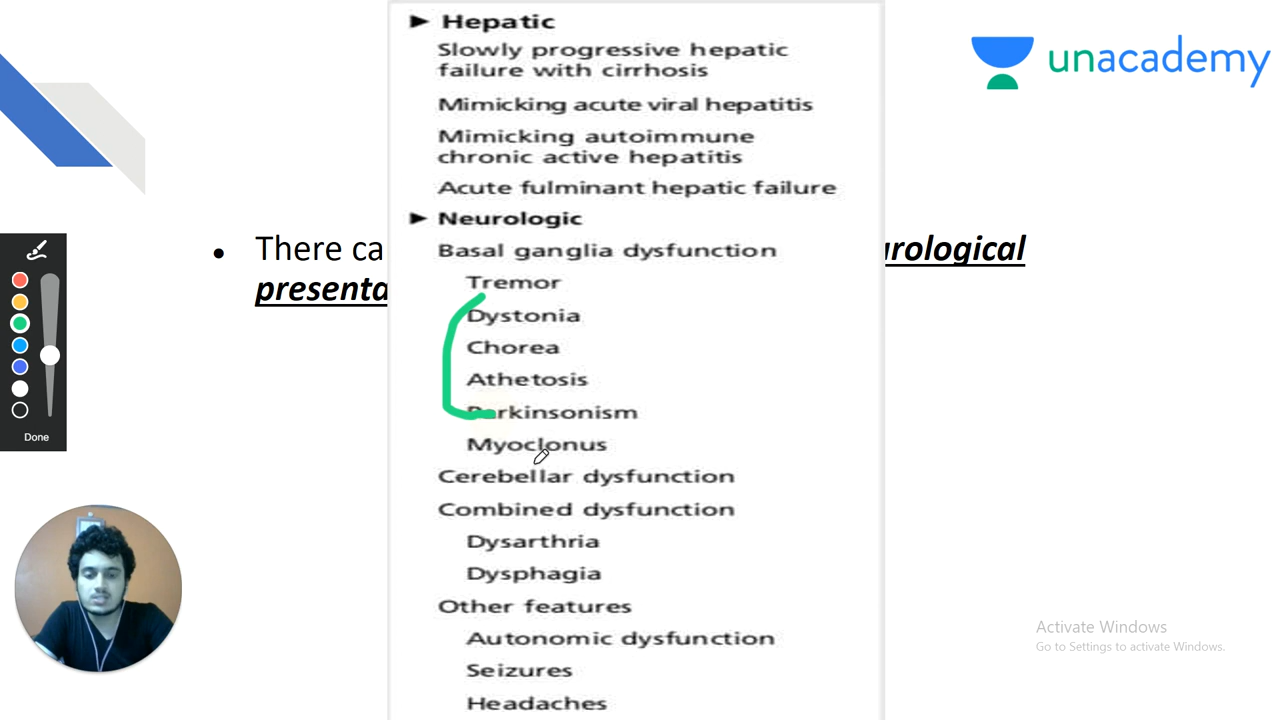 ► Hepatic
Slowly progressive hepatic
failure with cirrhosis
Mimicking acute viral hepatitis
Mimicking autoimmune
chronic active hepatitis
Acute fulminant hepatic failure
► Neurologic
Basal ganglia dysfunction
Tremor
Dystonia
Chorea
Athetosis
Parkinsonism
Myoclonus
Cerebellar dysfunction
Combined dysfunction
Dysarthria
Dysphagia
Other features
Autonomic dysfunction
Seizures
Headaches
unacademy
• There ca urological
presenta
Done
Activate Windows
Go to Settings to activate Windows.